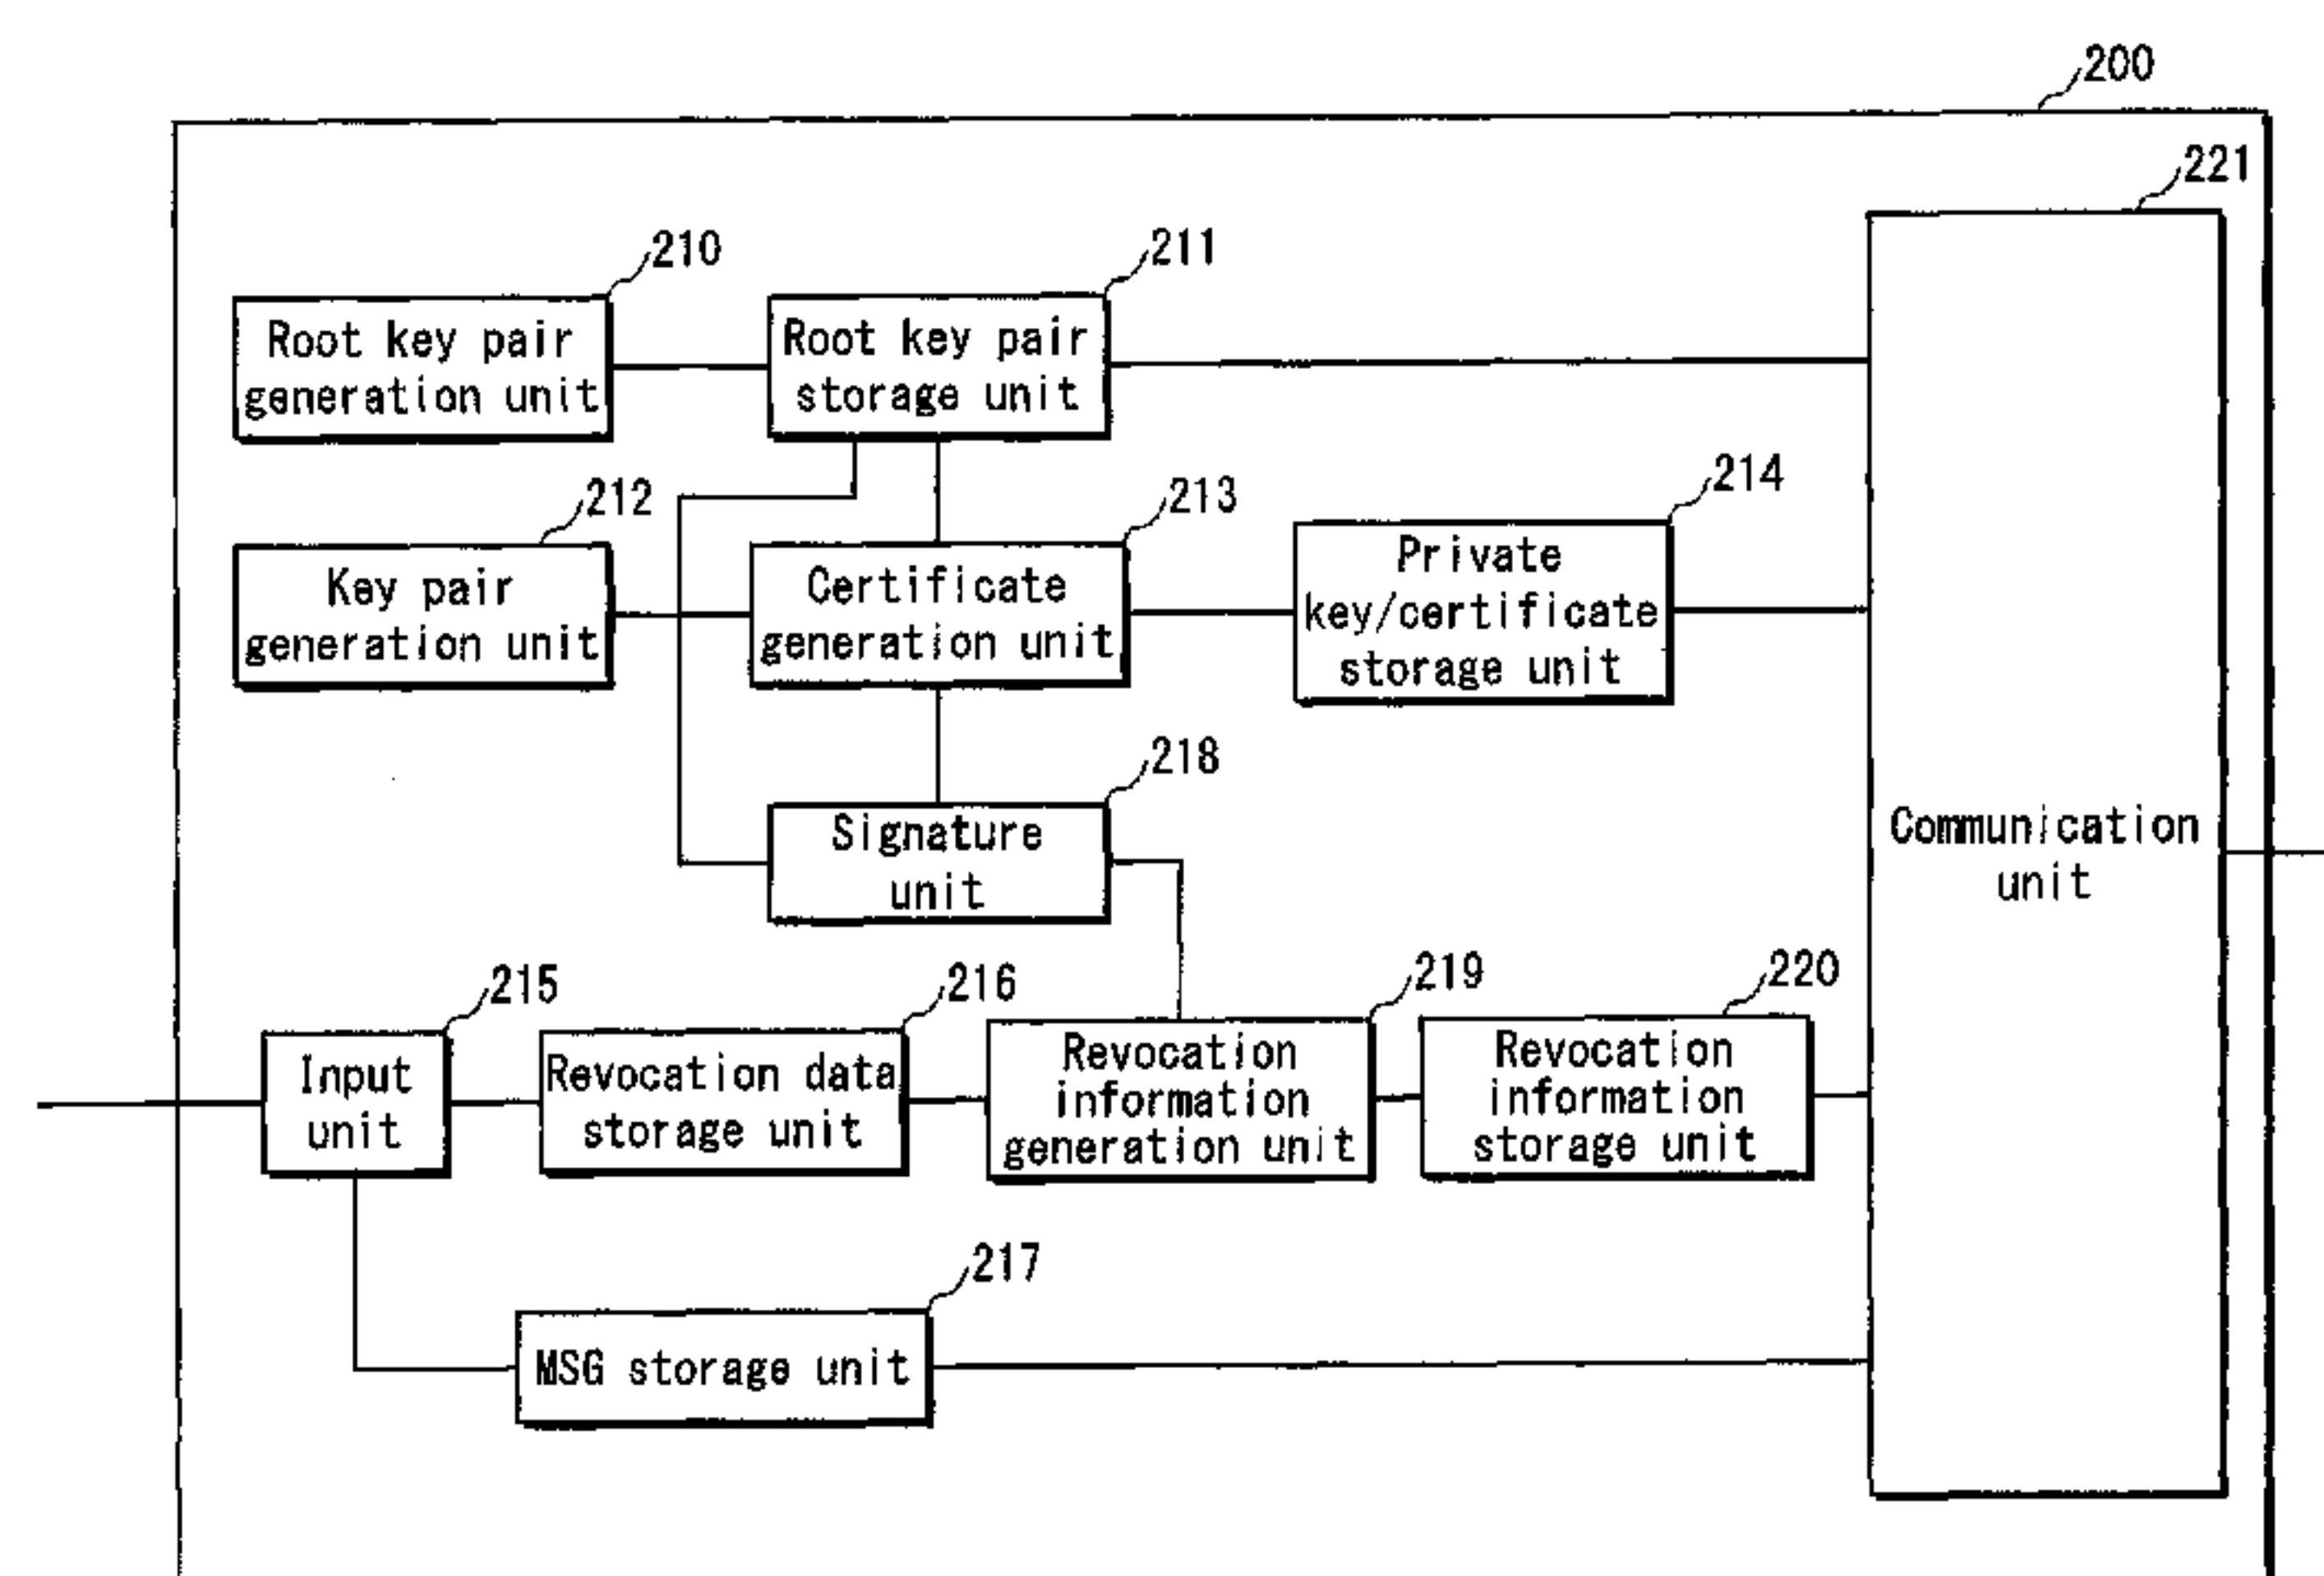 200
221
210
Root key pair
generation unit
211
Root key pair
storage unit
212
Key pair
generation unit
213
Certificate
generation unit
214
Private
key/certificate
storage unit
218
Signature
unit
Communication
unit
215
Input
unit
216
Revocation data
storage unit
219
Revocation
information
generation unit
220
Revocation
information
storage unit
217
MSG storage unit